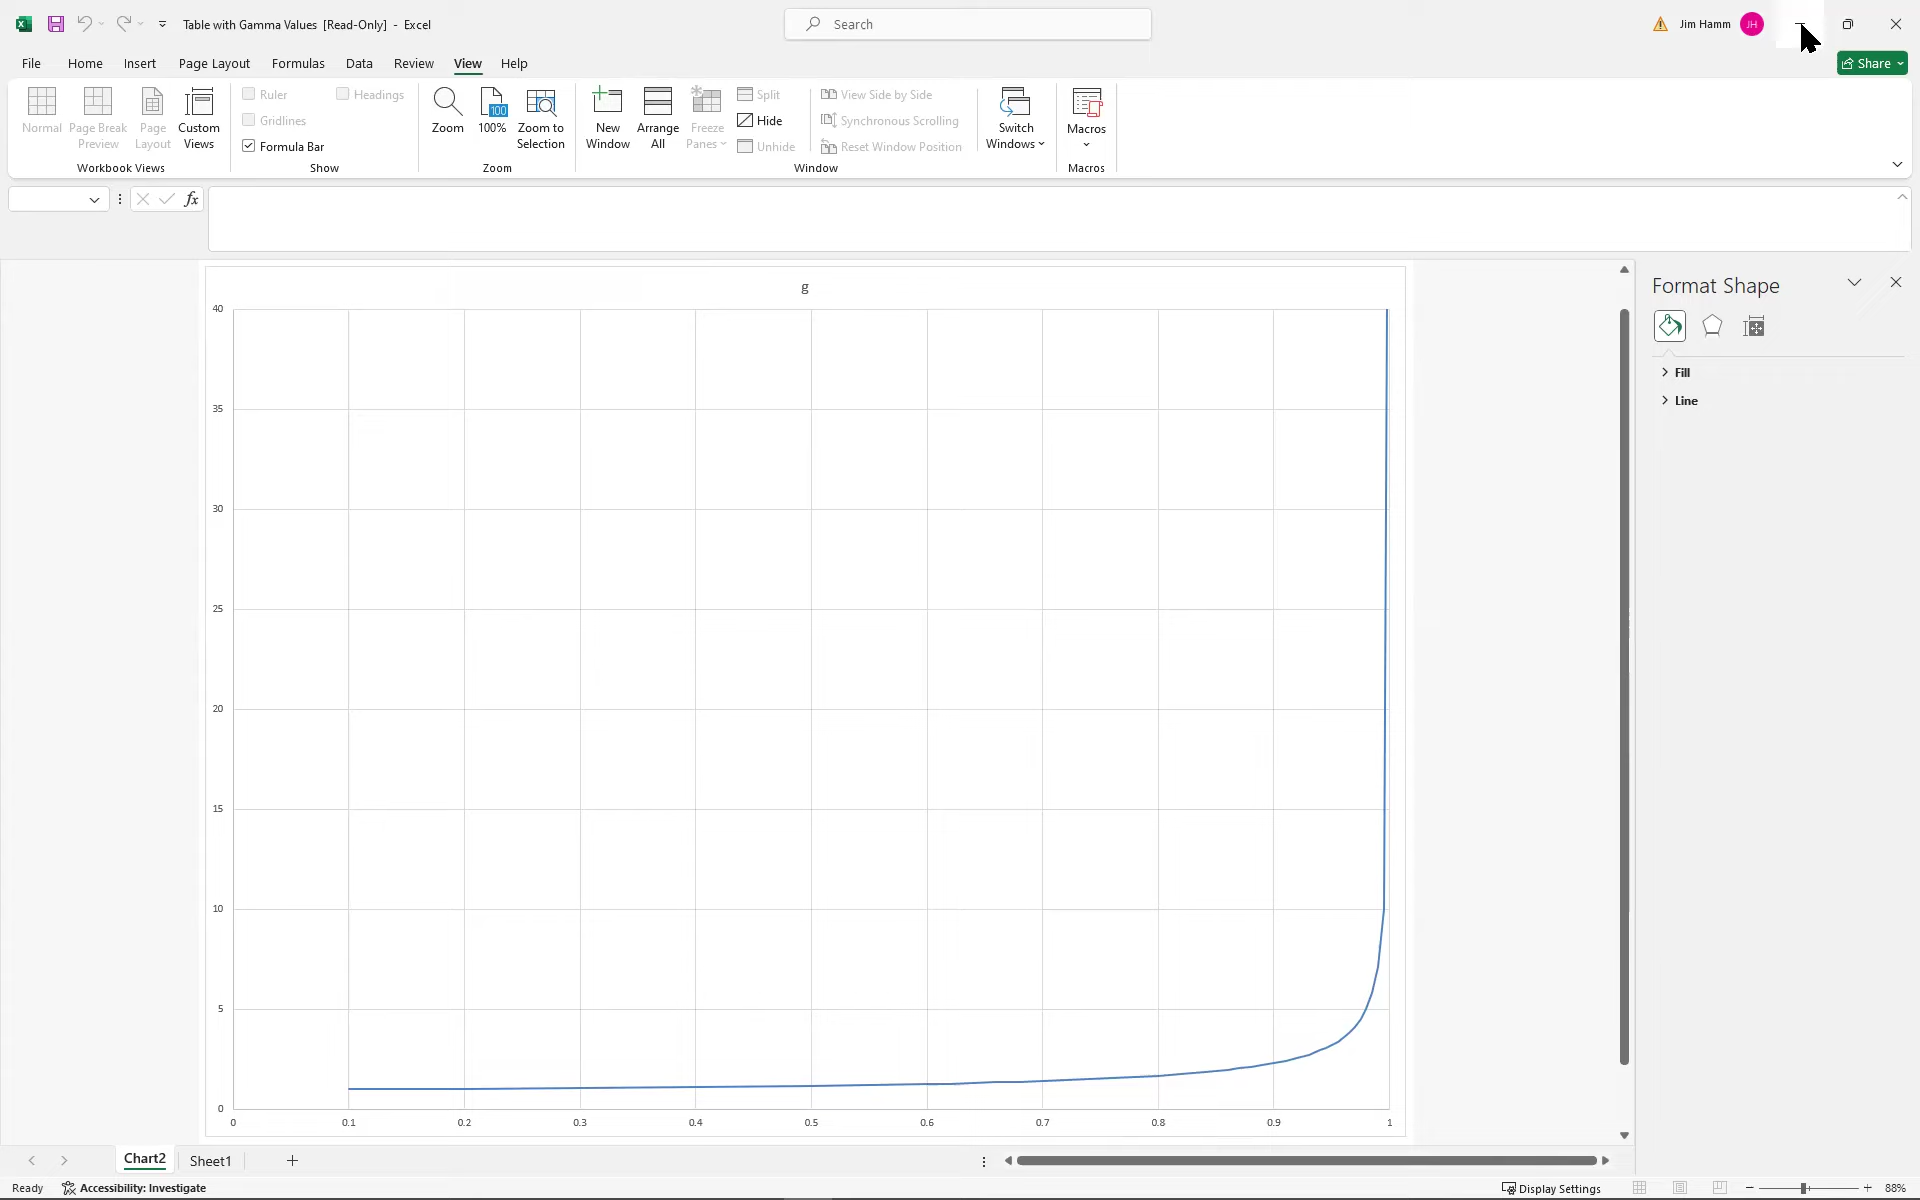 Table with Gamma Values [Read-Only] - Excel
Search
Jim Hamm
JH
File Home Insert Page Layout Formulas Data Review View Help
Share
Normal
Page Break Preview
Page Layout
Custom Views
Workbook Views
Ruler
Headings
Gridlines
Formula Bar
Show
Zoom
100
100%
Zoom to Selection
Zoom
New Window
Arrange All
Freeze Panes
Split
Hide
Unhide
View Side by Side
Synchronous Scrolling
Reset Window Position
Window
Switch Windows
Macros
Macros
fx
g
40
35
30
25
20
15
10
5
0
0 0.1 0.2 0.3 0.4 0.5 0.6 0.7 0.8 0.9 1
Format Shape
Fill
Line
Chart2 Sheet1
Ready
Accessibility: Investigate
Display Settings
88%